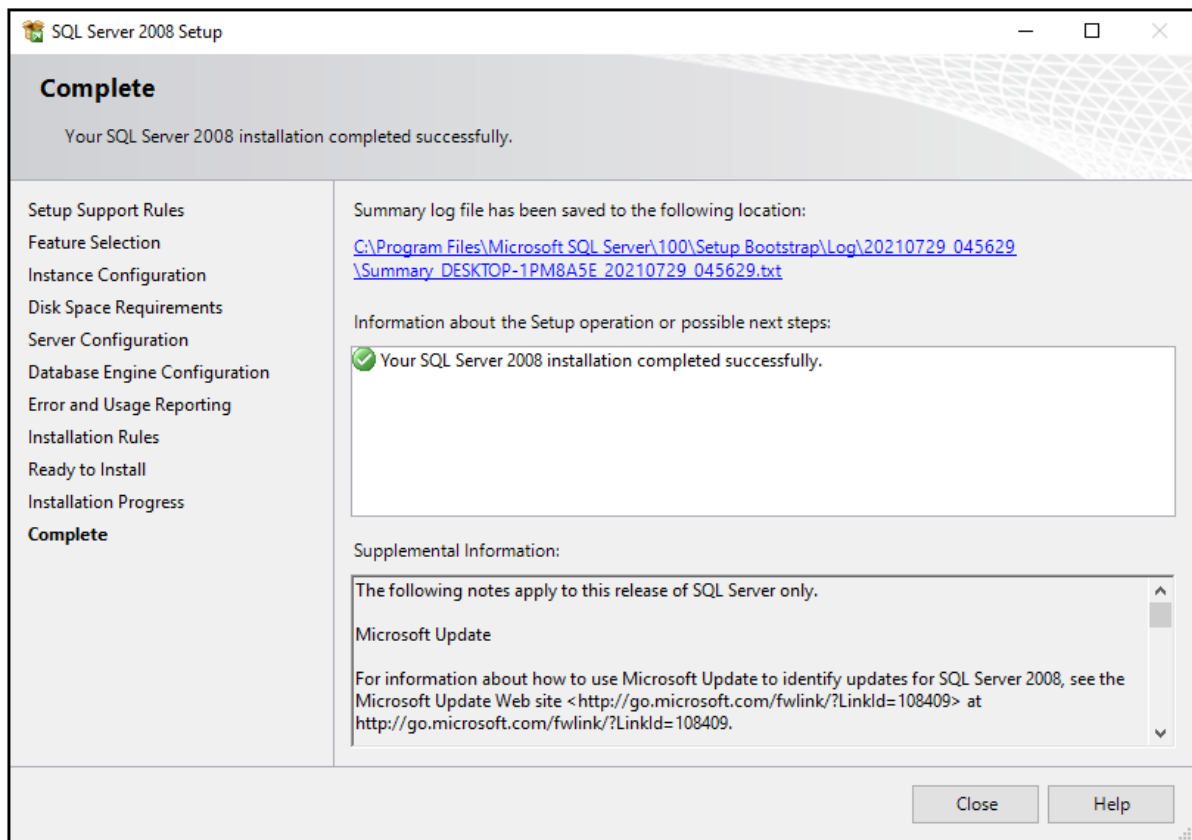 SQL Server 2008 Setup
Complete
Your SQL Server 2008 installation completed successfully.
Setup Support Rules
Feature Selection
Instance Configuration
Disk Space Requirements
Server Configuration
Database Engine Configuration
Error and Usage Reporting
Installation Rules
Ready to Install
Installation Progress
Complete
Summary log file has been saved to the following location:
C:\Program Files\Microsoft SQL Server\100\Setup Bootstrap\Log\20210729_045629
\Summary_DESKTOP-1PM8A5E_20210729_045629.txt
Information about the Setup operation or possible next steps:
Your SQL Server 2008 installation completed successfully.
Supplemental Information:
The following notes apply to this release of SQL Server only.
Microsoft Update
For information about how to use Microsoft Update to identify updates for SQL Server 2008, see the
Microsoft Update Web site <http://go.microsoft.com/fwlink/?LinkId=108409> at
http://go.microsoft.com/fwlink/?LinkId=108409.
Close
Help